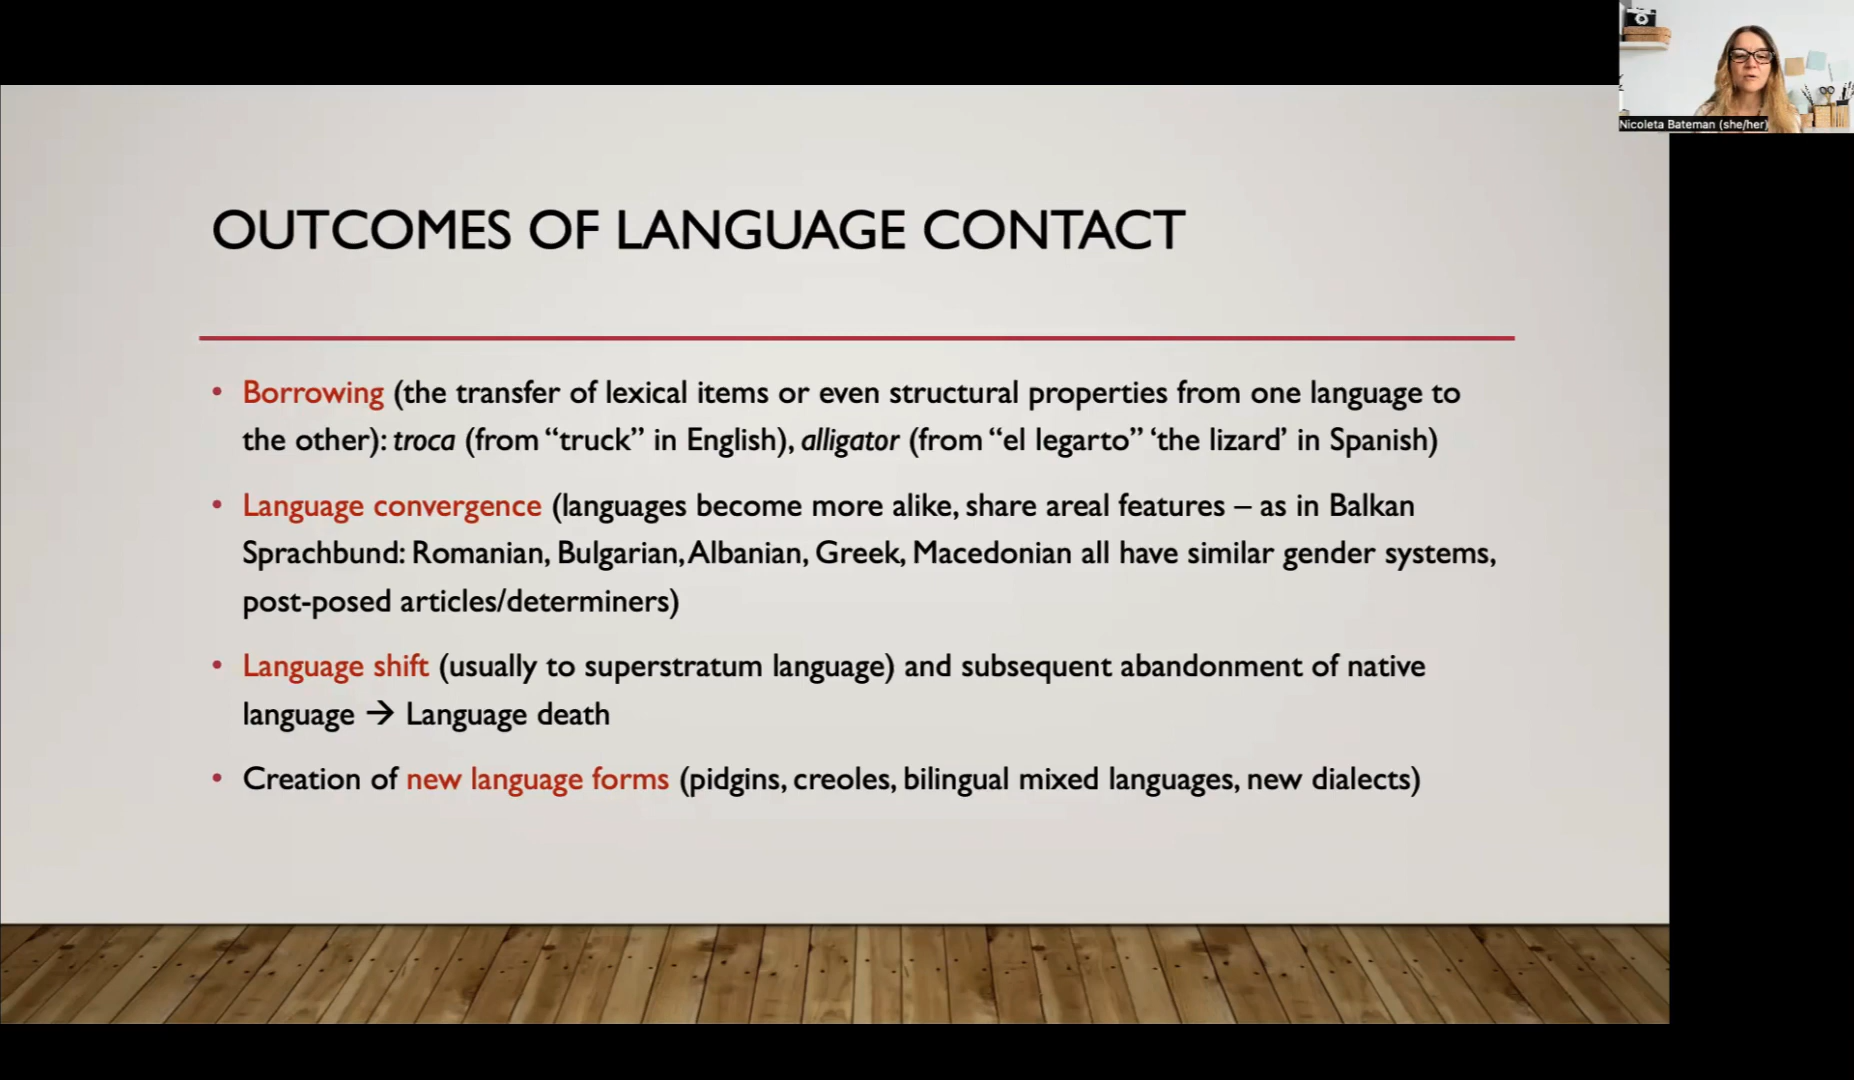 Nicoleta Bateman (she/her)
OUTCOMES OF LANGUAGE CONTACT
• Borrowing (the transfer of lexical items or even structural properties from one language to
the other): troca (from “truck” in English), alligator (from “el legarto” ‘the lizard’ in Spanish)
• Language convergence (languages become more alike, share areal features – as in Balkan
Sprachbund: Romanian, Bulgarian, Albanian, Greek, Macedonian all have similar gender systems,
post-posed articles/determiners)
• Language shift (usually to superstratum language) and subsequent abandonment of native
language → Language death
• Creation of new language forms (pidgins, creoles, bilingual mixed languages, new dialects)